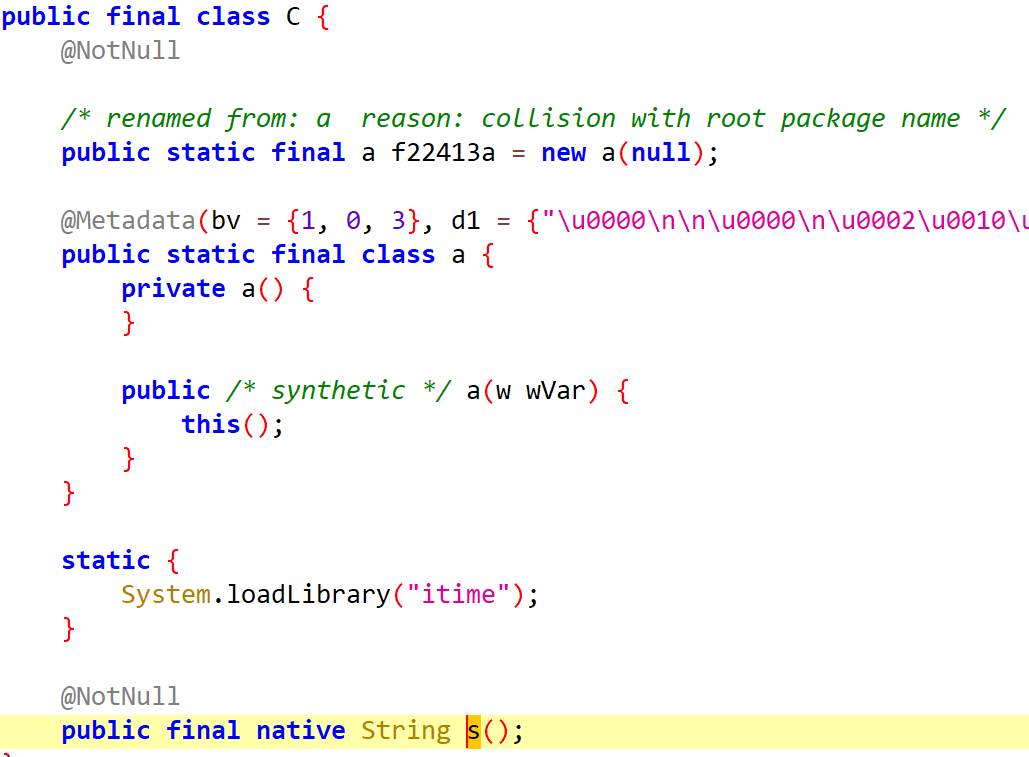 public final class C {
@NotNull
/* renamed from: a  reason: collision with root package name */
public static final a f22413a = new a(null);
@Metadata(bv = {1, 0, 3}, d1 = {"\u0000\n\n\u0000\n\u0002\u0010\u
public static final class a {
private a() {
}
public /* synthetic */ a(w wVar) {
this();
}
}
static {
System.loadLibrary("itime");
}
@NotNull
public final native String s();